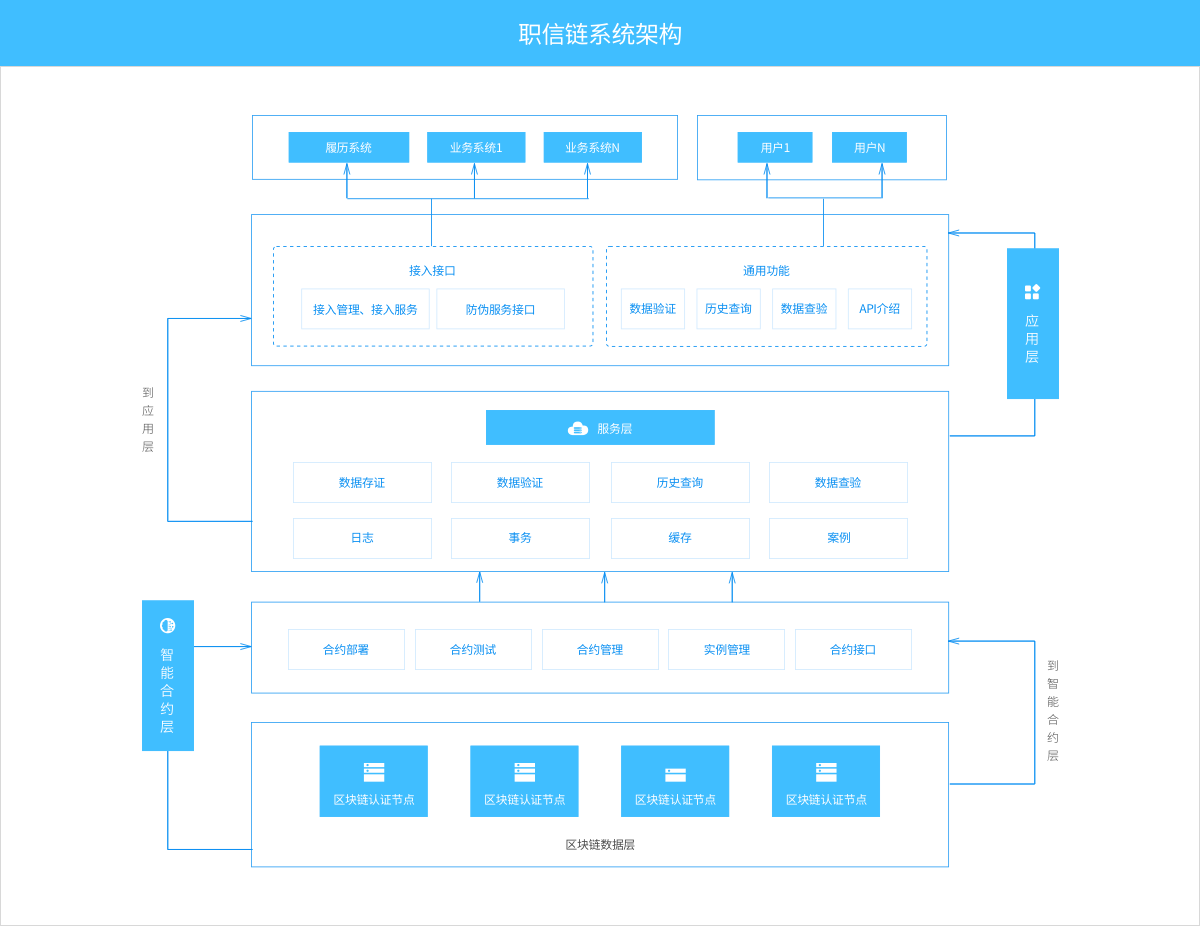 职信链系统架构
履历系统
业务系统1
业务系统N
用户1
用户N
接入接口
接入管理、接入服务
防伪服务接口
通用功能
数据验证
历史查询
数据查验
API介绍
应用层
到应用层
服务层
数据存证
数据验证
历史查询
数据查验
日志
事务
缓存
案例
智能合约层
合约部署
合约测试
合约管理
实例管理
合约接口
到智能合约层
区块链认证节点
区块链认证节点
区块链认证节点
区块链认证节点
区块链数据层